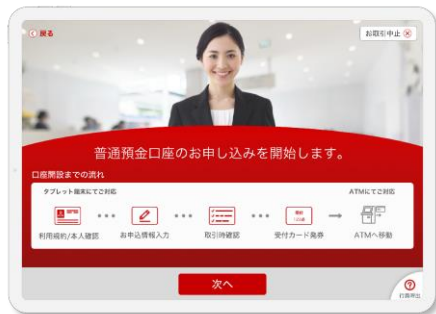 戻る
お取引中止
普通預金口座のお申し込みを開始します。
口座開設までの流れ
タブレット端末にてご対応
ATMにてご対応
利用規約/本人確認
お申込情報入力
取引時確認
受付カード発券
ATMへ移動
次へ
行員呼出